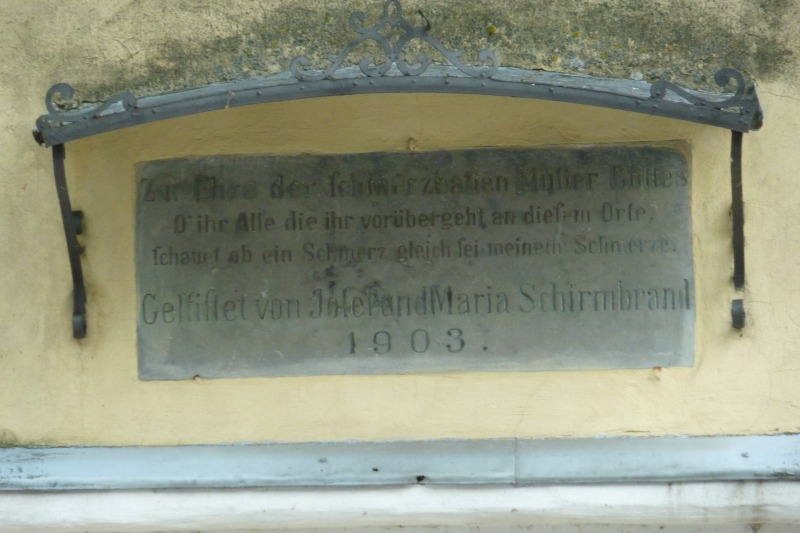 Zur Ehre der schmerzhaften Mutter Gottes
O' ihr Alle die ihr vorübergeht an diesem Orte,
schauet ob ein Schmerz gleich sei meinem Schmerze.
Gestiftet von Josef und Maria Schirmbrand
1903.